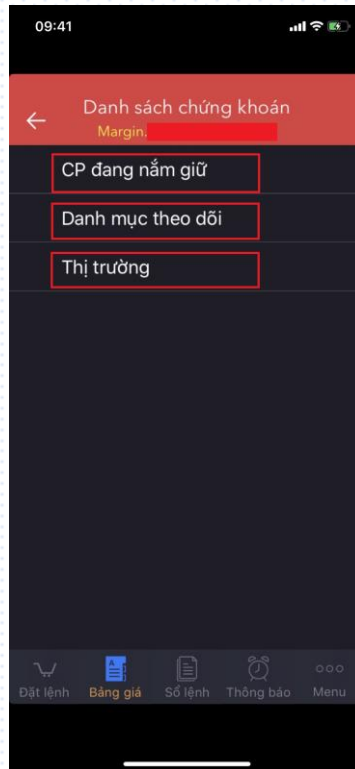 09:41
Danh sách chứng khoán
Margin.
CP đang nắm giữ
Danh mục theo dõi
Thị trường
Đặt lệnh Bảng giá Sổ lệnh Thông báo Menu